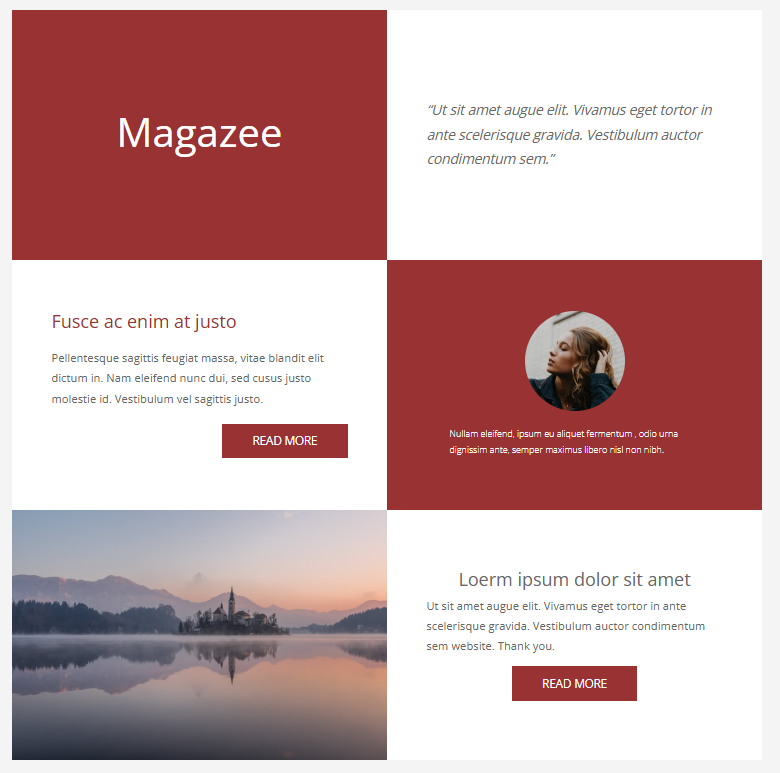 Magazee
“Ut sit amet augue elit. Vivamus eget tortor in
ante scelerisque gravida. Vestibulum auctor
condimentum sem.”
Fusce ac enim at justo
Pellentesque sagittis feugiat massa, vitae blandit elit
dictum in. Nam eleifend nunc dui, sed cusus justo
molestie id. Vestibulum vel sagittis justo.
READ MORE
Nullam eleifend, ipsum eu aliquet fermentum , odio urna
dignissim ante, semper maximus libero nisl non nibh.
Loerm ipsum dolor sit amet
Ut sit amet augue elit. Vivamus eget tortor in ante
scelerisque gravida. Vestibulum auctor condimentum
sem website. Thank you.
READ MORE